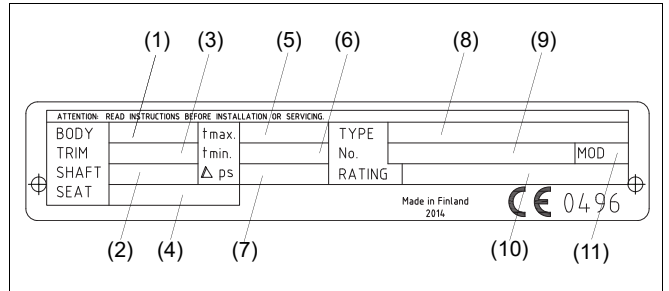 (1) (3) (5) (6) (8) (9)
ATTENTION: READ INSTRUCTIONS BEFORE INSTALLATION OR SERVICING.
BODY tmax. TYPE
TRIM tmin. No. MOD
SHAFT Δ ps RATING
SEAT
Made in Finland
2014
CE 0496
(2) (4) (7) (10) (11)